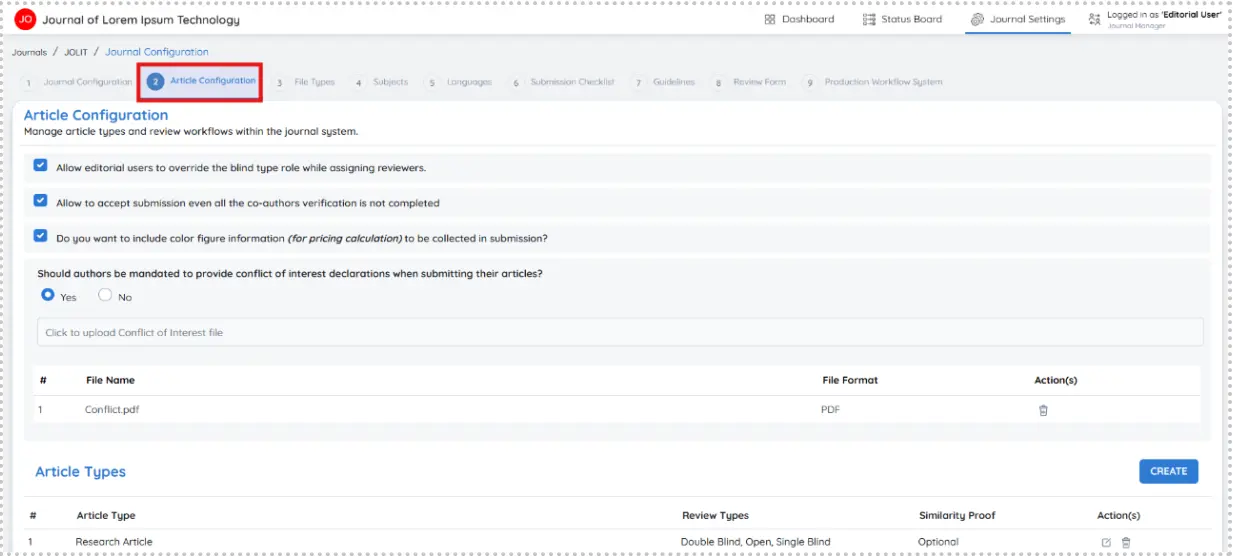 JO Journal of Lorem Ipsum Technology Dashboard Status Board Journal Settings Logged in as 'Editorial User'
Journal Manager
Journals / JOLIT / Journal Configuration
1 Journal Configuration 2 Article Configuration 3 File Types 4 Subjects 5 Languages 6 Submission Checklist 7 Guidelines 8 Review Form 9 Production Workflow System
Article Configuration
Manage article types and review workflows within the journal system.
Allow editorial users to override the blind type role while assigning reviewers.
Allow to accept submission even all the co-authors verification is not completed
Do you want to include color figure information (for pricing calculation) to be collected in submission?
Should authors be mandated to provide conflict of interest declarations when submitting their articles?
Yes No
Click to upload Conflict of Interest file
# File Name File Format Action(s)
1 Conflict.pdf PDF
Article Types CREATE
# Article Type Review Types Similarity Proof Action(s)
1 Research Article Double Blind, Open, Single Blind Optional